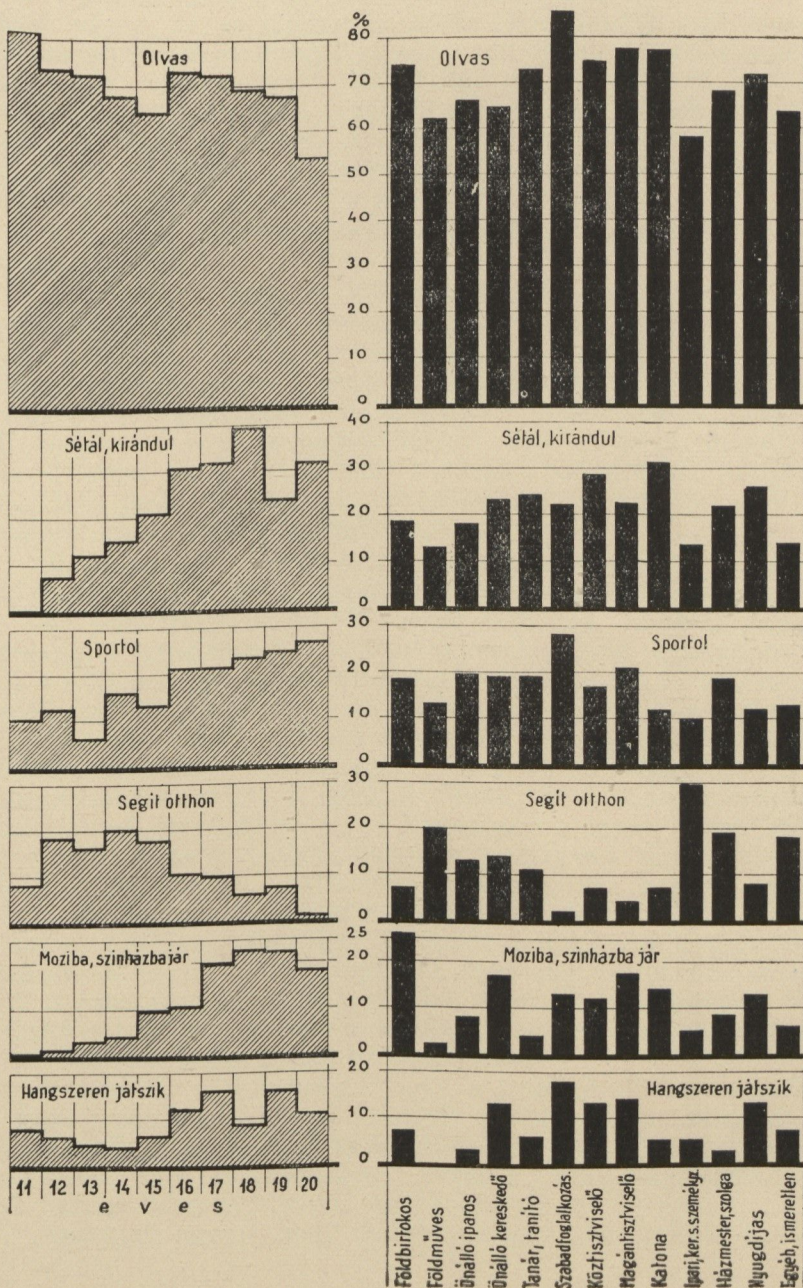 %
80
70
60
50
40
30
20
10
0
Olvas
Olvas
40
30
20
10
0
Sétál, kirándul
Sétál, kirándul
30
20
10
0
Sportol
Sportol
30
20
10
0
Segit otthon
Segit otthon
25
20
10
0
Moziba, szinházba jár
Moziba, szinházba jár
20
10
0
Hangszeren játszik
Hangszeren játszik
11 12 13 14 15 16 17 18 19 20
e v e s
Földbirtokos
Földmüves
Önálló iparos
Önálló kereskedő
Tanár, tanító
Szabadfoglalkozás.
Köztisztviselő
Magántisztviselő
Katona
Ipari, ker. s. személyz.
Házmester, szolga
Nyugdíjas
Egyéb, ismeretlen